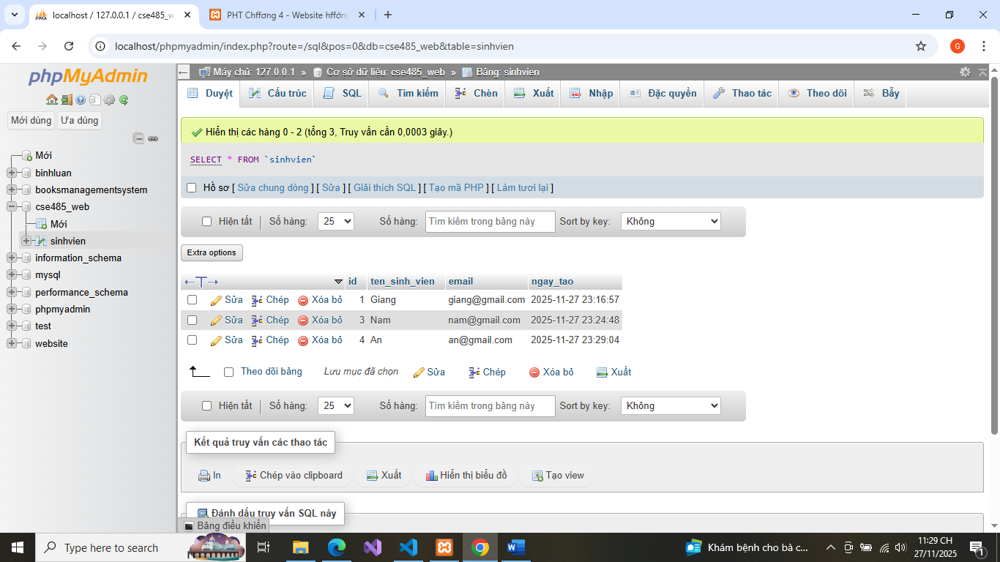 localhost / 127.0.0.1 / cse485_w
PHT Chffơng 4 - Website hffớng
localhost/phpmyadmin/index.php?route=/sql&pos=0&db=cse485_web&table=sinhvien
G
phpMyAdmin
Mới dùng Ưa dùng
Mới
binhluan
booksmanagementsystem
cse485_web
Mới
sinhvien
information_schema
mysql
performance_schema
phpmyadmin
test
website
Máy chủ: 127.0.0.1 » Cơ sở dữ liệu: cse485_web » Bảng: sinhvien
Duyệt Cấu trúc SQL Tìm kiếm Chèn Xuất Nhập Đặc quyền Thao tác Theo dõi Bẫy
Hiển thị các hàng 0 - 2 (tổng 3, Truy vấn cần 0,0003 giây.)
SELECT * FROM `sinhvien`
Hồ sơ [ Sửa chung dòng ] [ Sửa ] [ Giải thích SQL ] [ Tạo mã PHP ] [ Làm tươi lại ]
Hiện tất Số hàng: 25 Số hàng: Tìm kiếm trong bảng này Sort by key: Không
Extra options
←T→ id ten_sinh_vien email ngay_tao
Sửa Chép Xóa bỏ 1 Giang giang@gmail.com 2025-11-27 23:16:57
Sửa Chép Xóa bỏ 3 Nam nam@gmail.com 2025-11-27 23:24:48
Sửa Chép Xóa bỏ 4 An an@gmail.com 2025-11-27 23:29:04
Theo dõi bảng Lưu mục đã chọn Sửa Chép Xóa bỏ Xuất
Hiện tất Số hàng: 25 Số hàng: Tìm kiếm trong bảng này Sort by key: Không
Kết quả truy vấn các thao tác
In Chép vào clipboard Xuất Hiển thị biểu đồ Tạo view
Đánh dấu truy vấn SQL này
Bảng điều khiển
Type here to search
Khám bệnh cho bà c...
11:29 CH
27/11/2025
1